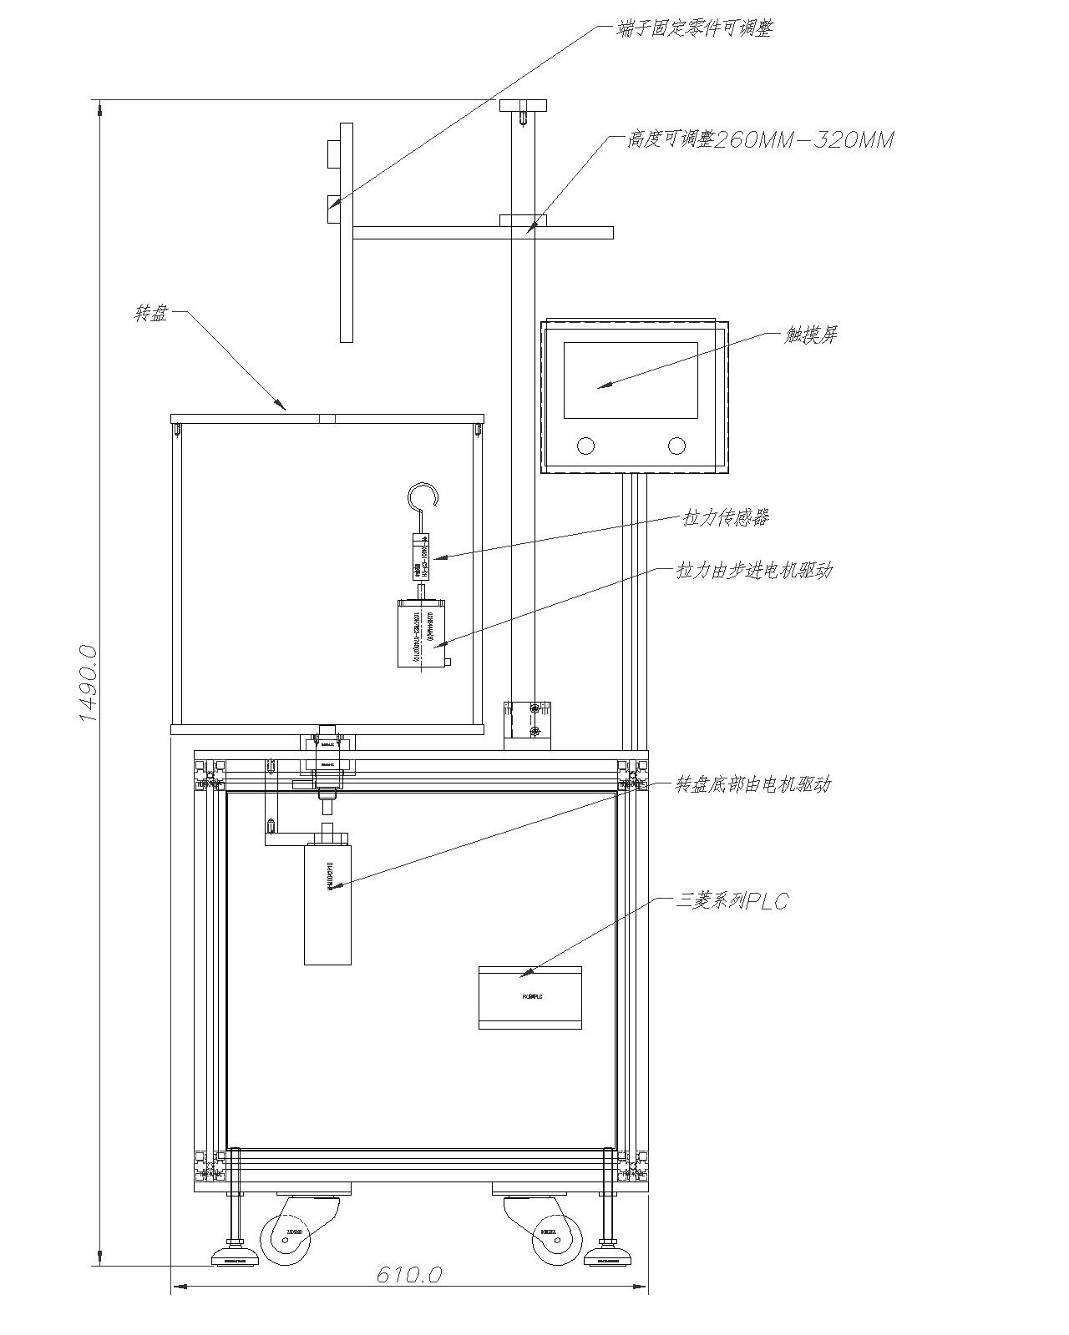 端子固定零件可调整
高度可调整260MM-320MM
转盘
触摸屏
拉力传感器
拉力由步进电机驱动
1490.0
转盘底部由电机驱动
三菱系列PLC
610.0